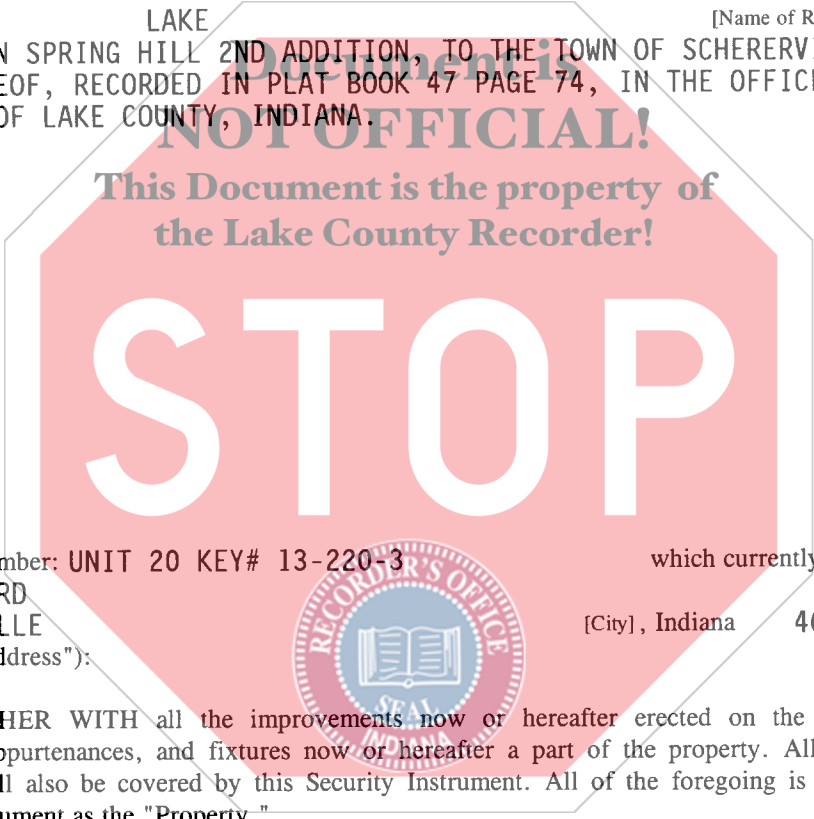 LAKE [Name of R
N SPRING HILL 2ND ADDITION, TO THE TOWN OF SCHERERVI
EOF, RECORDED IN PLAT BOOK 47 PAGE 74, IN THE OFFIC
OF LAKE COUNTY, INDIANA.
Document is
NOT OFFICIAL!
This Document is the property of
the Lake County Recorder!
STOP
mber: UNIT 20 KEY# 13-220-3 which currently
RD
LLE [City], Indiana 46
ddress"):
RECORDER'S OFFICE
SEAL
INDIANA
HER WITH all the improvements now or hereafter erected on the
ppurtenances, and fixtures now or hereafter a part of the property. All
ll also be covered by this Security Instrument. All of the foregoing is
ument as the "Property."